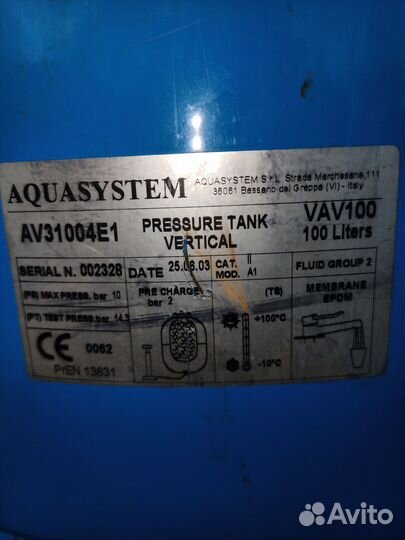 AQUASYSTEM
AQUASYSTEM S.r.L. Strada Marchesane,111
36061 Bassano del Grappa (VI) - Italy
AV31004E1
PRESSURE TANK
VERTICAL
VAV100
100 Liters
SERIAL N. 002328
DATE 25.06.03
CAT. II
MOD. A1
FLUID GROUP 2
(PS) MAX PRESS. bar 10
(PT) TEST PRESS. bar 14.3
PRE CHARGE
bar 2
(TS)
+100°C
-10°C
MEMBRANE
EPDM
CE 0062
PrEN 13831
Avito